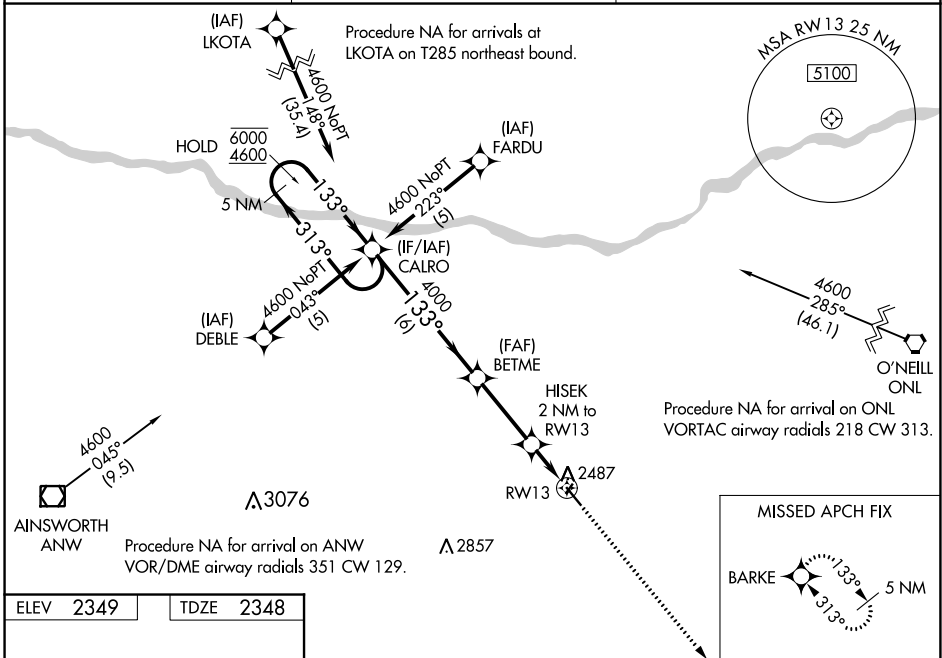 (IAF)
LKOTA
Procedure NA for arrivals at
LKOTA on T285 northeast bound.
MSA RW13 25 NM
5100
4600 NoPT
148°
(35.4)
HOLD
6000
4600
5 NM
133°
313°
(IAF)
FARDU
4600 NoPT
223°
(5)
(IF/IAF)
CALRO
4600 NoPT
043°
(5)
(IAF)
DEBLE
4000
133°
(6)
(FAF)
BETME
HISEK
2 NM to
RW13
2487
RW13
4600
285°
(46.1)
O'NEILL
ONL
Procedure NA for arrival on ONL
VORTAC airway radials 218 CW 313.
4600
045°
(9.5)
AINSWORTH
ANW
3076
Procedure NA for arrival on ANW
VOR/DME airway radials 351 CW 129.
2857
MISSED APCH FIX
BARKE
133°
313°
5 NM
ELEV 2349
TDZE 2348